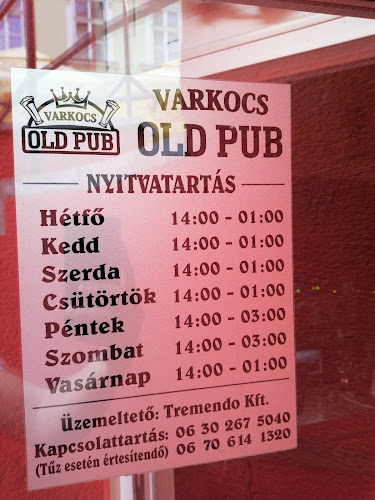 VARKOCS
OLD PUB
VARKOCS
OLD PUB
NYITVATARTÁS
Hétfő 14:00 - 01:00
Kedd 14:00 - 01:00
Szerda 14:00 - 01:00
Csütörtök 14:00 - 01:00
Péntek 14:00 - 03:00
Szombat 14:00 - 03:00
Vasárnap 14:00 - 01:00
Üzemeltető: Tremendo Kft.
Kapcsolattartás: 06 30 267 5040
(Tűz esetén értesítendő) 06 70 614 1320